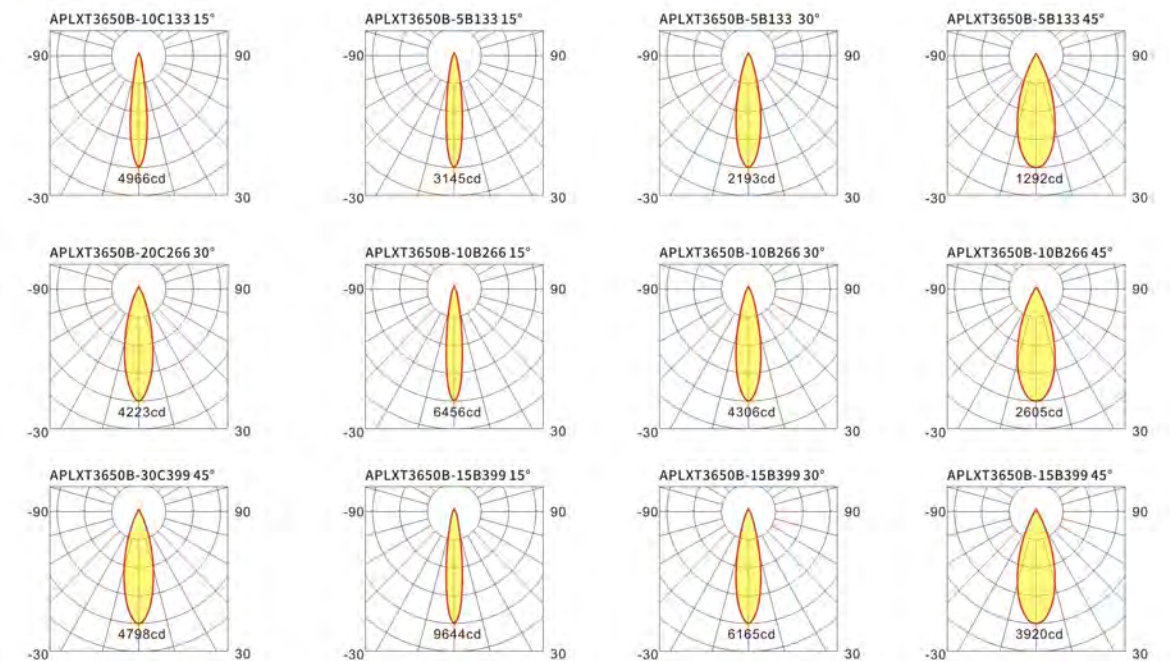 APLXT3650B-10C133 15°
APLXT3650B-5B133 15°
APLXT3650B-5B133 30°
APLXT3650B-5B133 45°
-90 90
-90 90
-90 90
-90 90
4966cd
3145cd
2193cd
1292cd
-30 30
-30 30
-30 30
-30 30
APLXT3650B-20C266 30°
APLXT3650B-10B266 15°
APLXT3650B-10B266 30°
APLXT3650B-10B266 45°
-90 90
-90 90
-90 90
-90 90
4223cd
6456cd
4306cd
2605cd
-30 30
-30 30
-30 30
-30 30
APLXT3650B-30C399 45°
APLXT3650B-15B399 15°
APLXT3650B-15B399 30°
APLXT3650B-15B399 45°
-90 90
-90 90
-90 90
-90 90
4798cd
9644cd
6165cd
3920cd
-30 30
-30 30
-30 30
-30 30